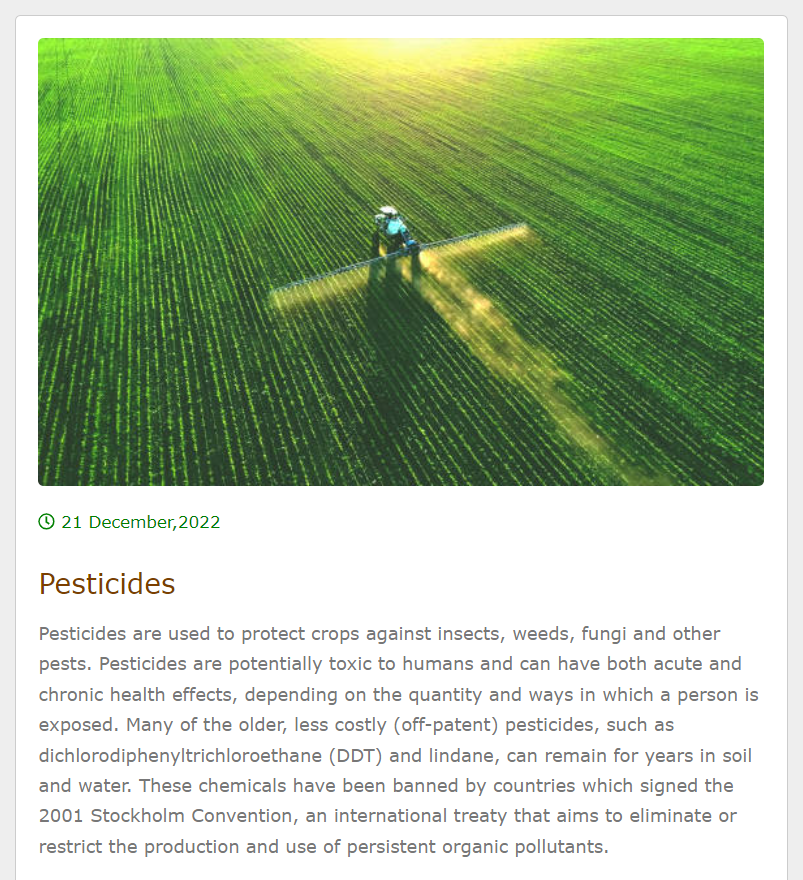 21 December,2022
Pesticides
Pesticides are used to protect crops against insects, weeds, fungi and other
pests. Pesticides are potentially toxic to humans and can have both acute and
chronic health effects, depending on the quantity and ways in which a person is
exposed. Many of the older, less costly (off-patent) pesticides, such as
dichlorodiphenyltrichloroethane (DDT) and lindane, can remain for years in soil
and water. These chemicals have been banned by countries which signed the
2001 Stockholm Convention, an international treaty that aims to eliminate or
restrict the production and use of persistent organic pollutants.